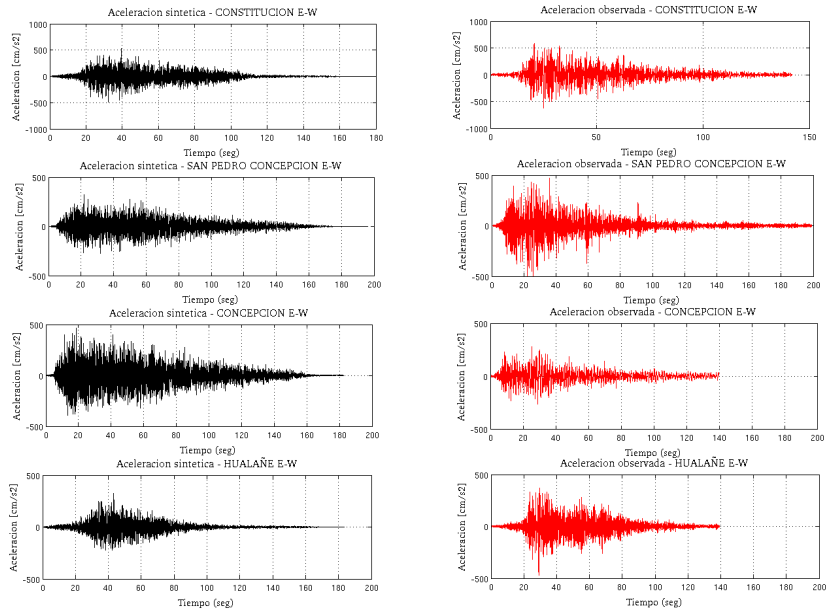 Aceleracion sintetica - CONSTITUCION E-W
Aceleracion [cm/s2]
1000
500
0
-500
-1000
0 20 40 60 80 100 120 140 160 180
Tiempo (seg)
Aceleracion observada - CONSTITUCION E-W
Aceleracion [cm/s2]
1000
500
0
-500
-1000
0 50 100 150
Tiempo (seg)
Aceleracion sintetica - SAN PEDRO CONCEPCION E-W
Aceleracion [cm/s2]
500
0
-500
0 20 40 60 80 100 120 140 160 180 200
Tiempo (seg)
Aceleracion observada - SAN PEDRO CONCEPCION E-W
Aceleracion [cm/s2]
500
0
-500
0 20 40 60 80 100 120 140 160 180 200
Tiempo (seg)
Aceleracion sintetica - CONCEPCION E-W
Aceleracion [cm/s2]
500
0
-500
0 20 40 60 80 100 120 140 160 180 200
Tiempo (seg)
Aceleracion observada - CONCEPCION E-W
Aceleracion [cm/s2]
500
0
-500
0 20 40 60 80 100 120 140 160 180 200
Tiempo (seg)
Aceleracion sintetica - HUALAÑE E-W
Aceleracion [cm/s2]
500
0
-500
0 20 40 60 80 100 120 140 160 180 200
Tiempo (seg)
Aceleracion observada - HUALAÑE E-W
Aceleracion [cm/s2]
500
0
-500
0 20 40 60 80 100 120 140 160 180 200
Tiempo (seg)